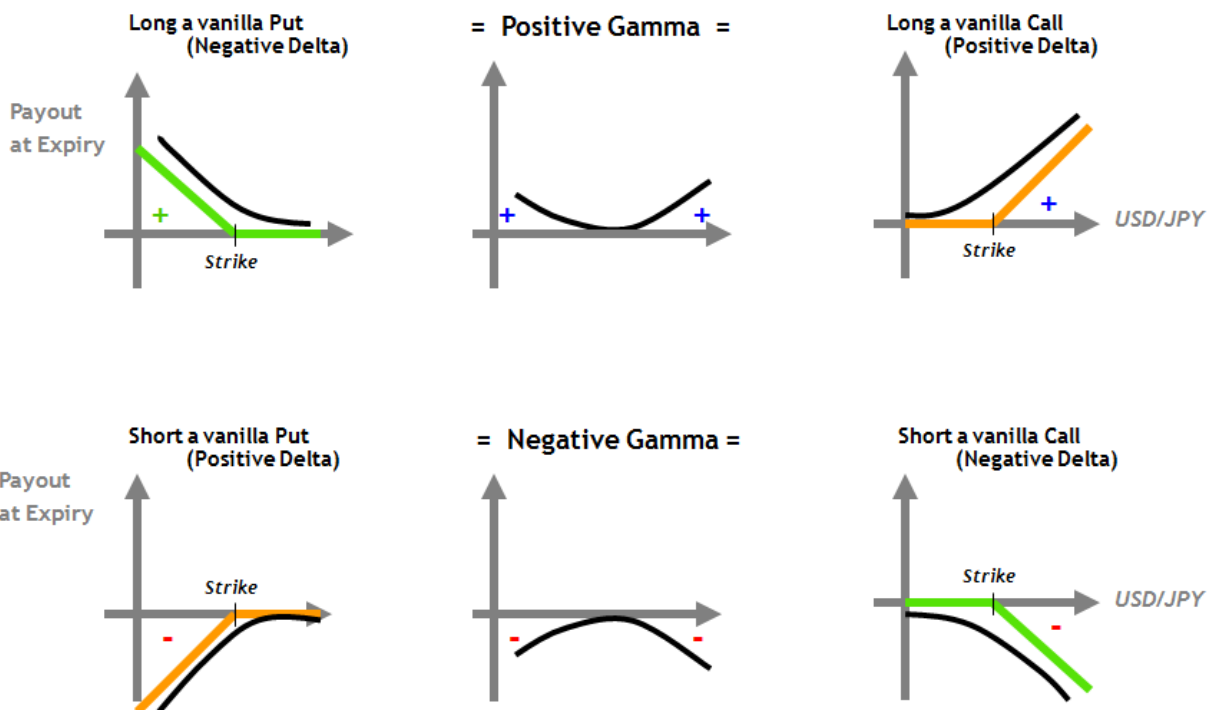 Long a vanilla Put
(Negative Delta)
= Positive Gamma =
Long a vanilla Call
(Positive Delta)
Payout
at Expiry
+
+
+
+
USD/JPY
Strike
Strike
Short a vanilla Put
(Positive Delta)
= Negative Gamma =
Short a vanilla Call
(Negative Delta)
Payout
at Expiry
Strike
Strike
USD/JPY
-
-
-
-